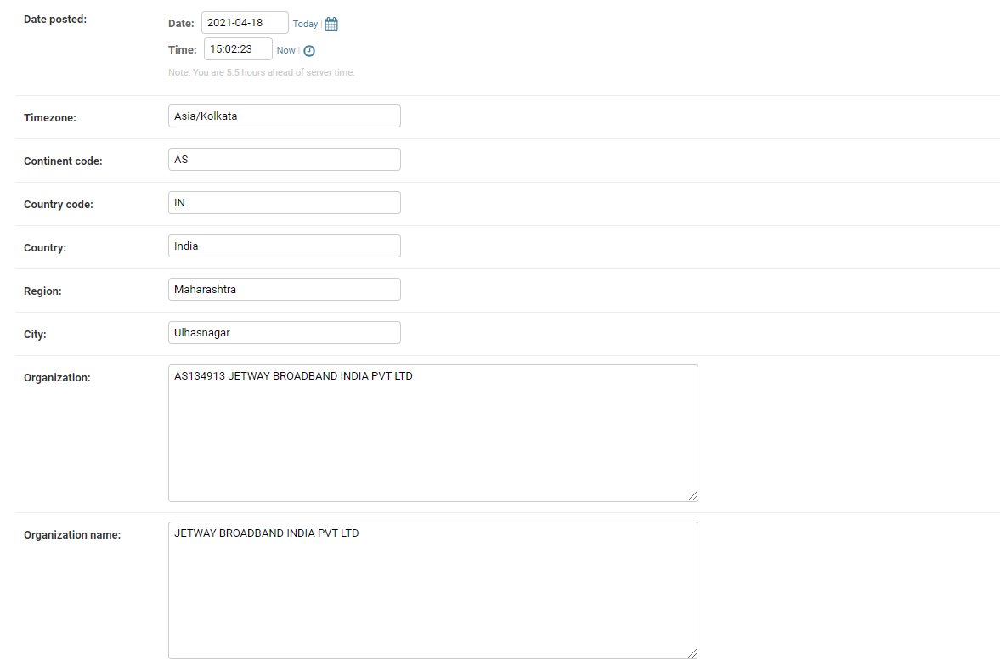 Date posted:
Date: 2021-04-18 Today |
Time: 15:02:23 Now |
Note: You are 5.5 hours ahead of server time.
Timezone: Asia/Kolkata
Continent code: AS
Country code: IN
Country: India
Region: Maharashtra
City: Ulhasnagar
Organization: AS134913 JETWAY BROADBAND INDIA PVT LTD
Organization name: JETWAY BROADBAND INDIA PVT LTD